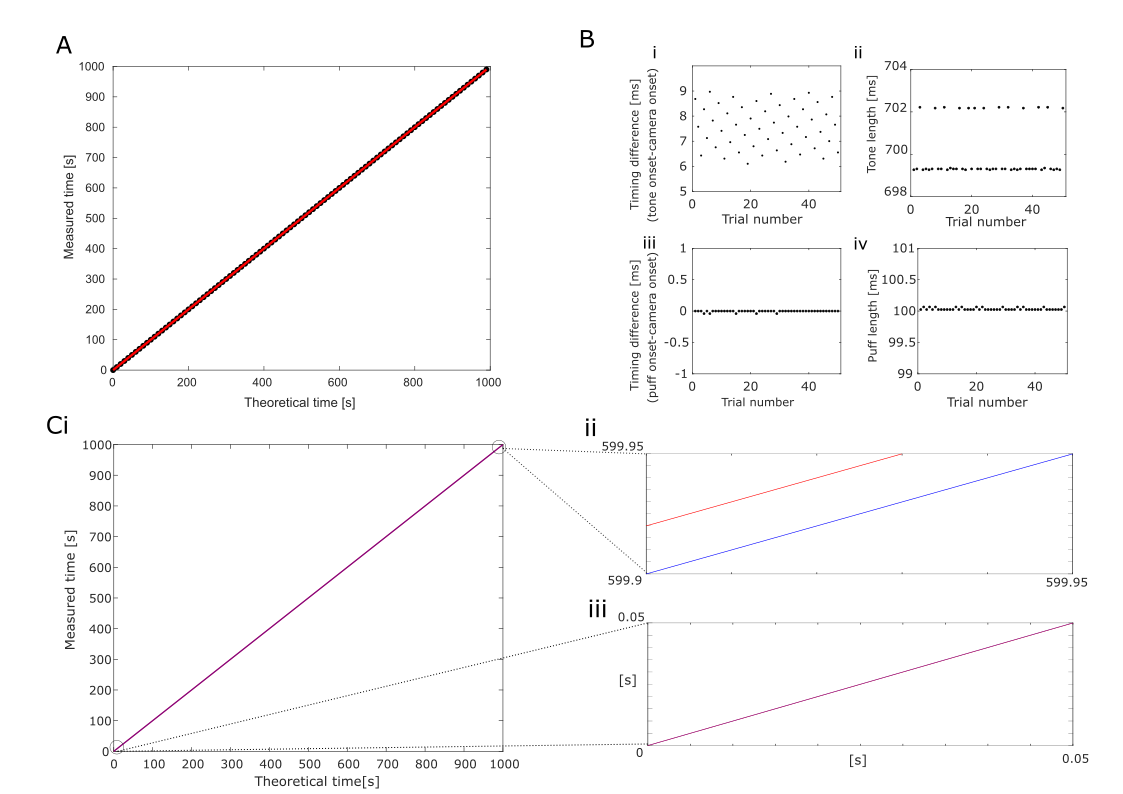 A
1000
900
800
700
600
500
400
300
200
100
0
Measured time [s]
0 200 400 600 800 1000
Theoretical time [s]
B
i
9
8
7
6
5
Timing difference [ms]
(tone onset-camera onset)
0 20 40
Trial number
ii
704
702
700
698
Tone length [ms]
0 20 40
Trial number
iii
1
0.5
0
-0.5
-1
Timing difference [ms]
(puff onset-camera onset)
0 20 40
Trial number
iv
101
100.5
100
99.5
99
Puff length [ms]
0 20 40
Trial number
Ci
1000
900
800
700
600
500
400
300
200
100
0
Measured time [s]
0 100 200 300 400 500 600 700 800 900 1000
Theoretical time[s]
ii
599.95
599.9
599.95
iii
0.05
[s]
0
[s]
0.05